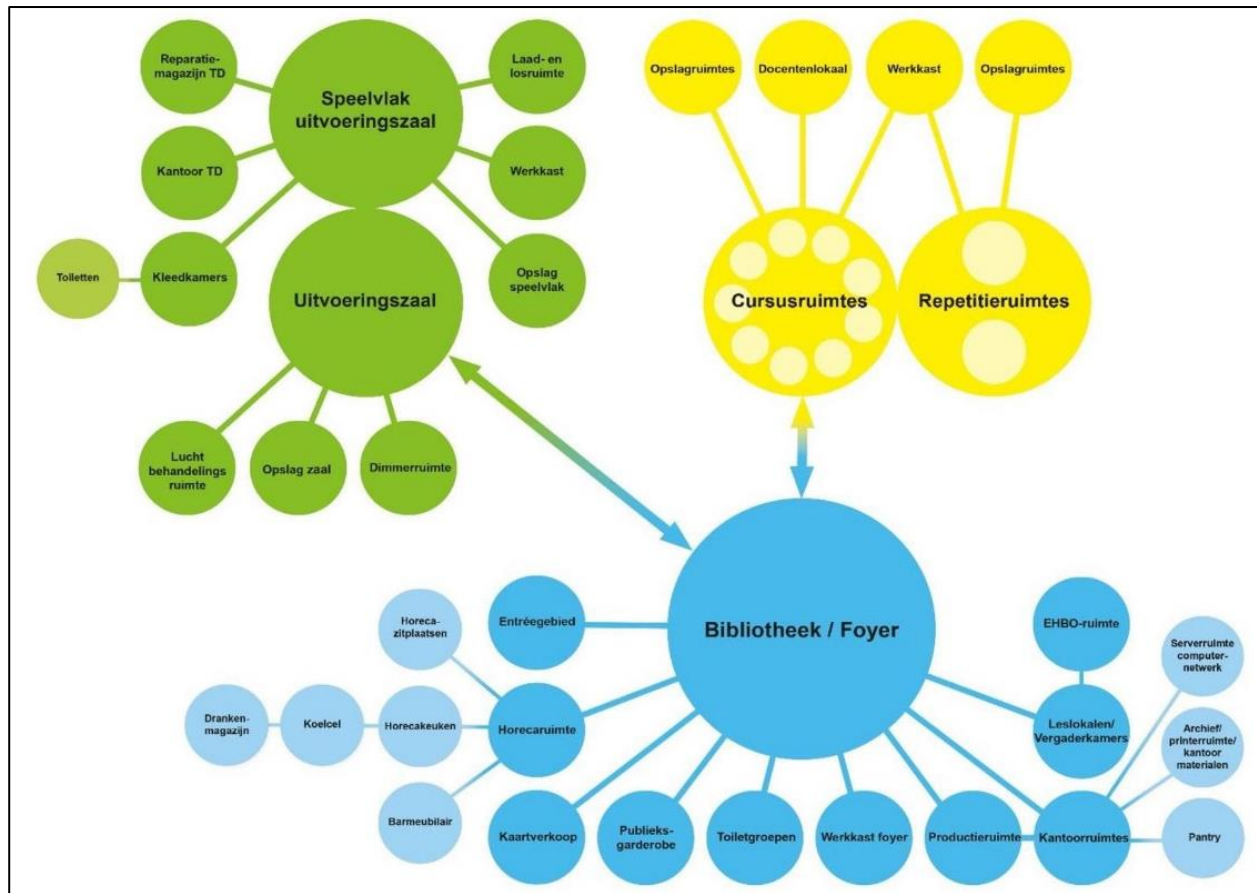 Reparatie-
magazijn TD
Speelvlak
uitvoeringszaal
Laad- en
losruimte
Kantoor TD
Werkkast
Toiletten
Kleedkamers
Uitvoeringszaal
Opslag
speelvlak
Lucht
behandelings
ruimte
Opslag zaal
Dimmerruimte
Opslagruimtes
Docentenlokaal
Werkkast
Opslagruimtes
Cursusruimtes
Repetitieruimtes
Bibliotheek / Foyer
Entréegebied
Horeca-
zitplaatsen
Horecaruimte
Horecakeuken
Koelcel
Dranken-
magazijn
Barmeubilair
Kaartverkoop
Publieks-
garderobe
Toiletgroepen
Werkkast foyer
Productieruimte
Kantoorruimtes
EHBO-ruimte
Leslokalen/
Vergaderkamers
Serverruimte
computer-
netwerk
Archief/
printerruimte/
kantoor
materialen
Pantry